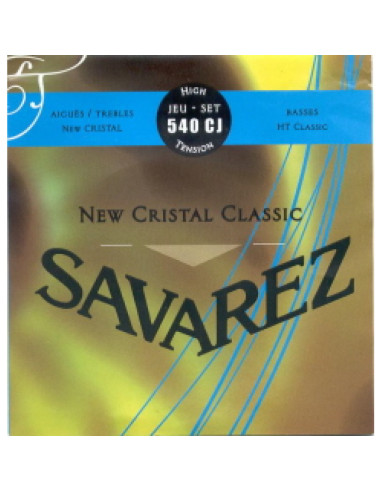 HIGH
JEU - SET
540 CJ
TENSION
AIGUËS / TREBLES
NEW CRISTAL
BASSES
HT CLASSIC
NEW CRISTAL CLASSIC
SAVAREZ